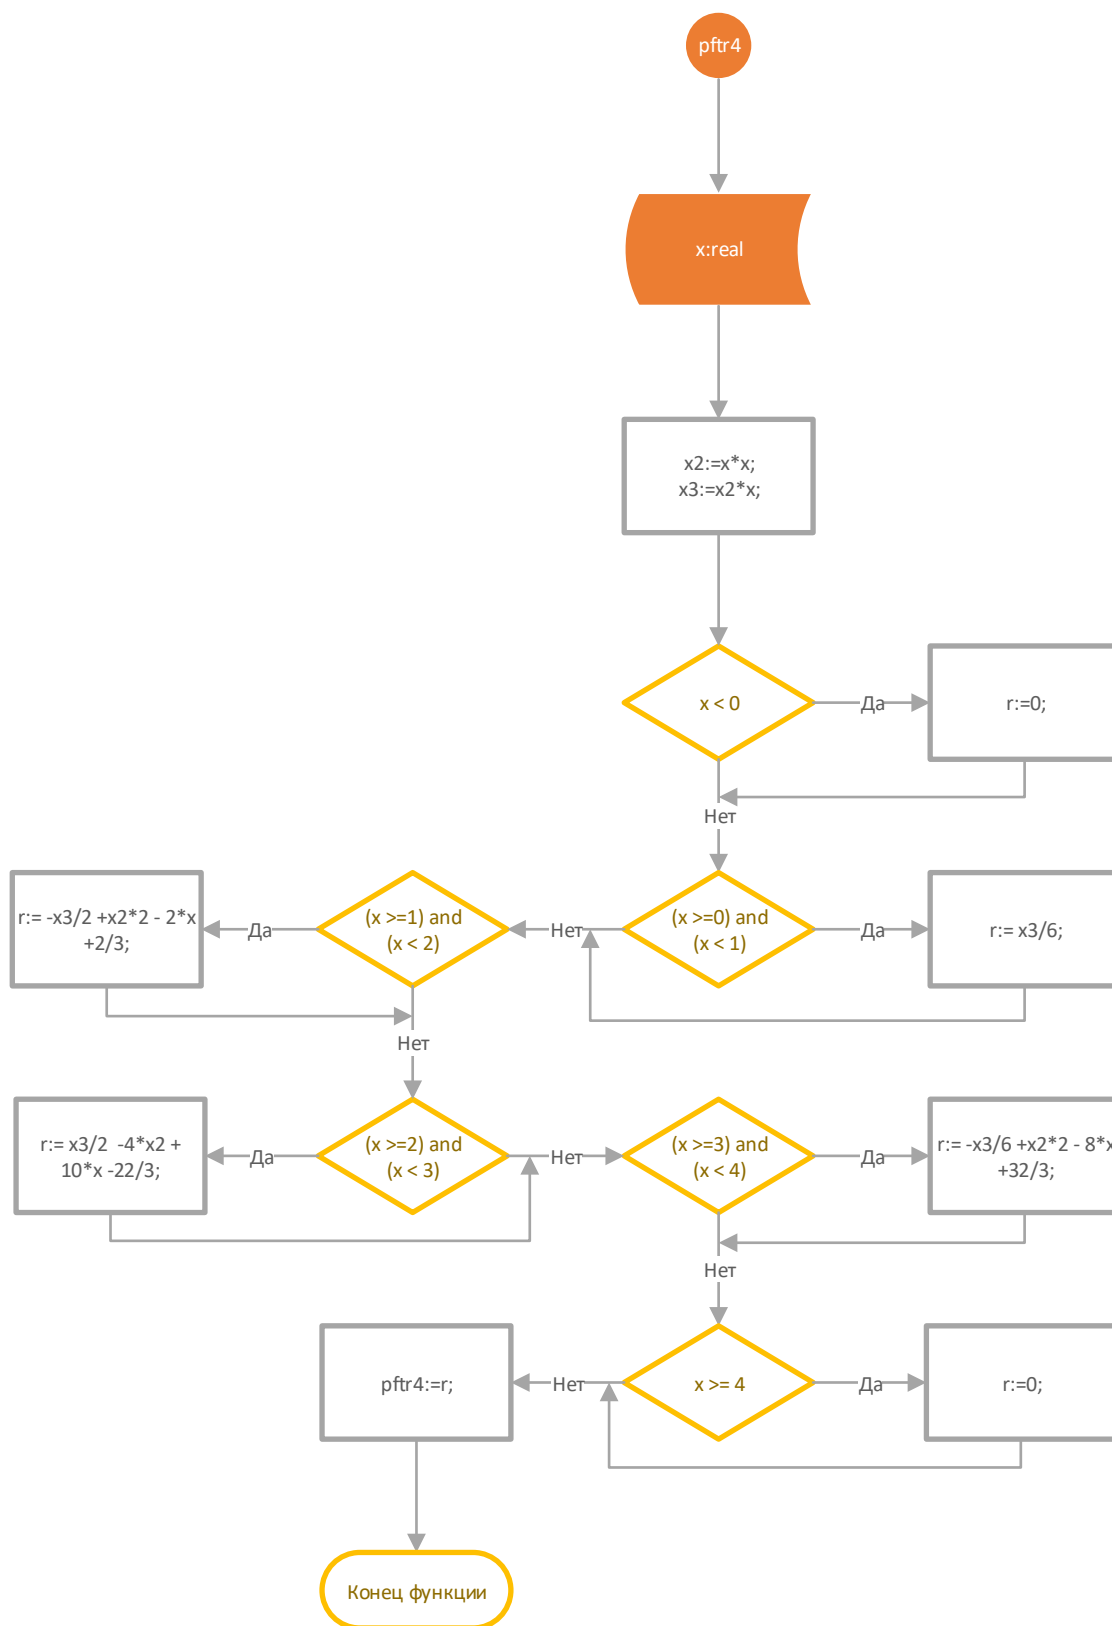 pftr4
x:real
x2:=x*x;
x3:=x2*x;
x < 0
Да
r:=0;
Нет
(x >=0) and
(x < 1)
Да
r:= x3/6;
Нет
(x >=1) and
(x < 2)
Да
r:= -x3/2 +x2*2 - 2*x
+2/3;
Нет
(x >=2) and
(x < 3)
Да
r:= x3/2  -4*x2 +
10*x -22/3;
Нет
(x >=3) and
(x < 4)
Да
r:= -x3/6 +x2*2 - 8*x
+32/3;
Нет
x >= 4
Да
r:=0;
Нет
pftr4:=r;
Конец функции